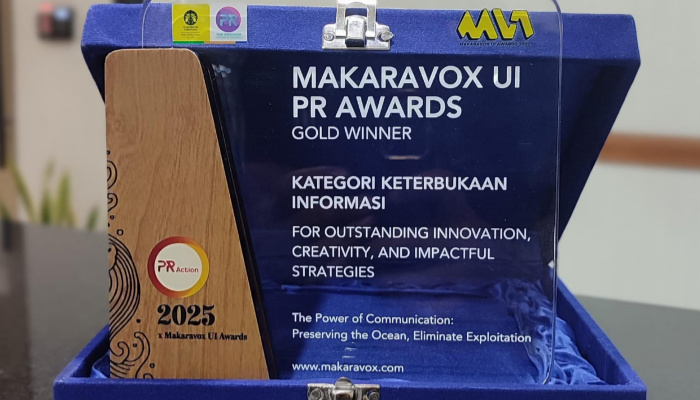 PR
MAKARAVOX UI
PR AWARDS
GOLD WINNER
KATEGORI KETERBUKAAN
INFORMASI
FOR OUTSTANDING INNOVATION,
CREATIVITY, AND IMPACTFUL
STRATEGIES
PR Action
2025
x Makaravox UI Awards
The Power of Communication:
Preserving the Ocean, Eliminate Exploitation
www.makaravox.com